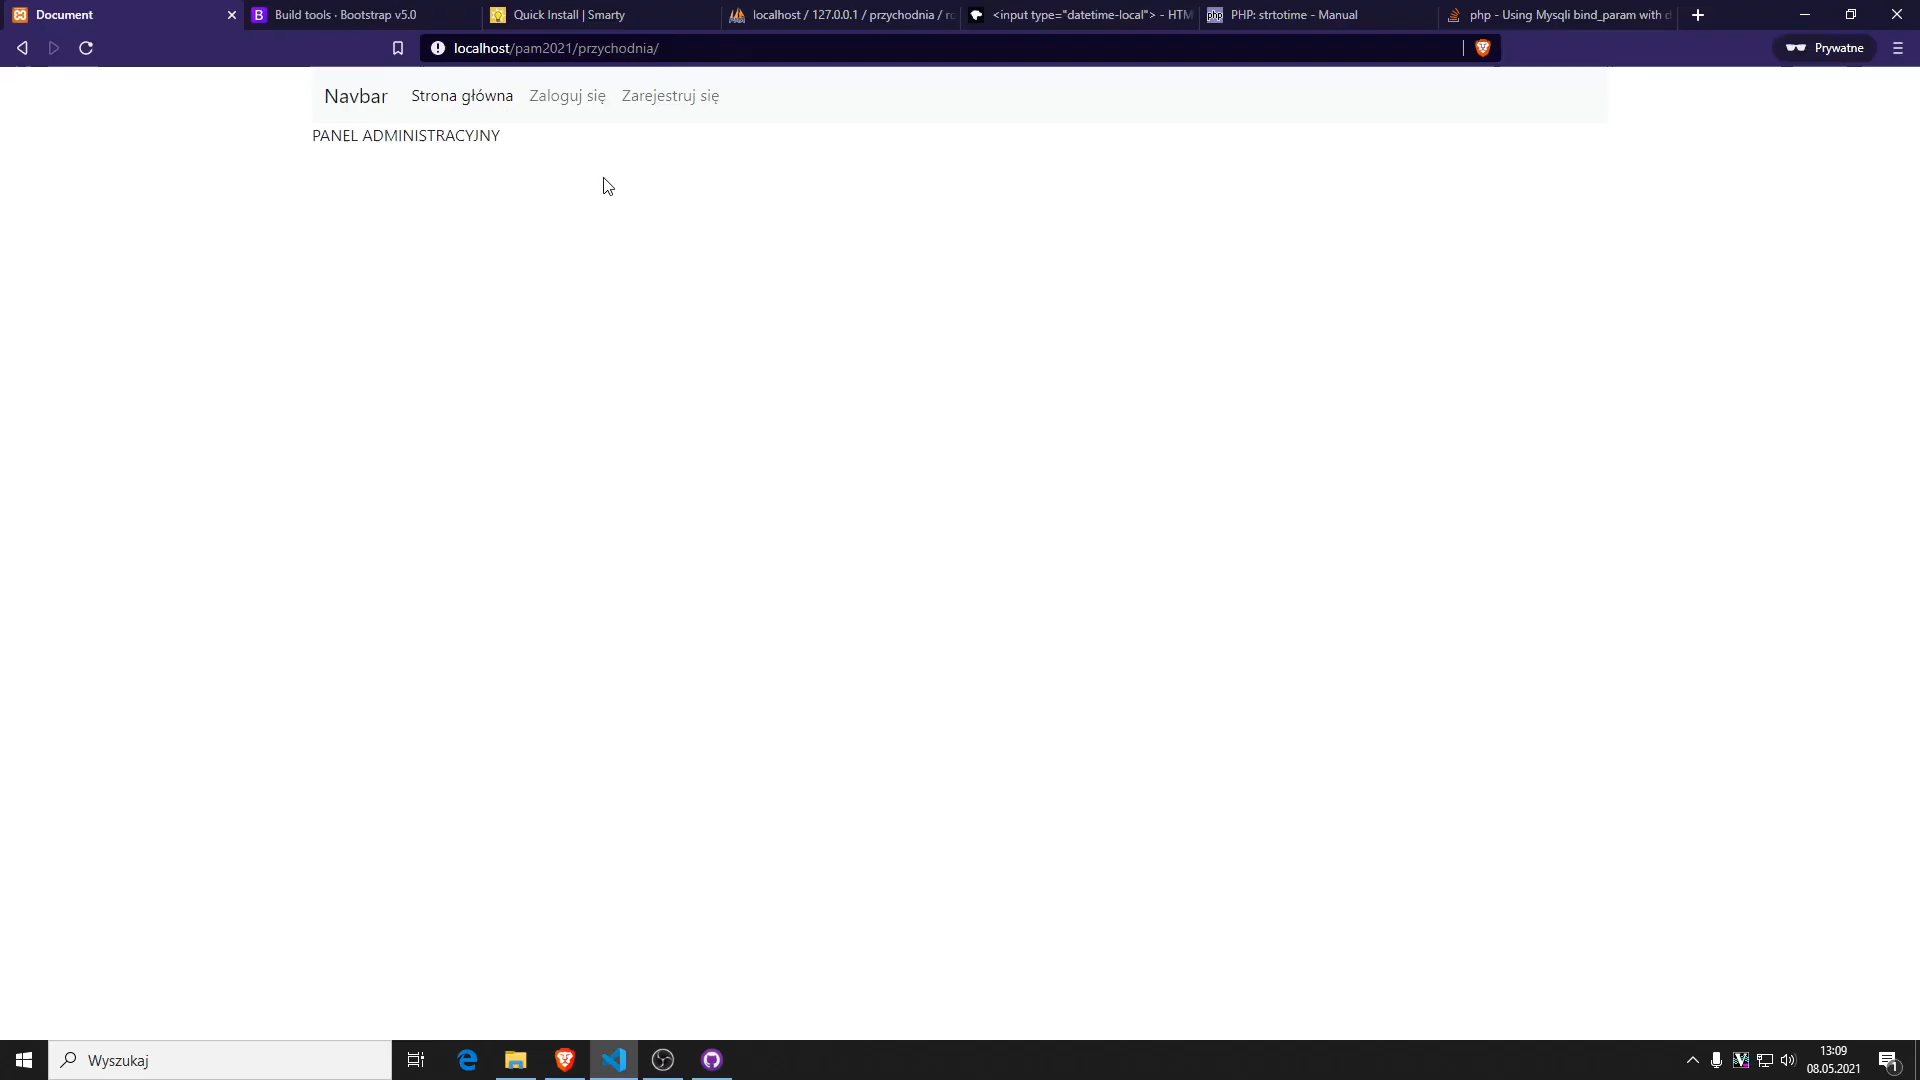 Document
Build tools · Bootstrap v5.0
Quick Install | Smarty
localhost / 127.0.0.1 / przychodnia /
<input type="datetime-local"> - HTM
PHP: strtotime - Manual
php - Using Mysqli bind_param with
localhost/pam2021/przychodnia/
Prywatne
Navbar
Strona główna
Zaloguj się
Zarejestruj się
PANEL ADMINISTRACYJNY
Wyszukaj
13:09
08.05.2021
1